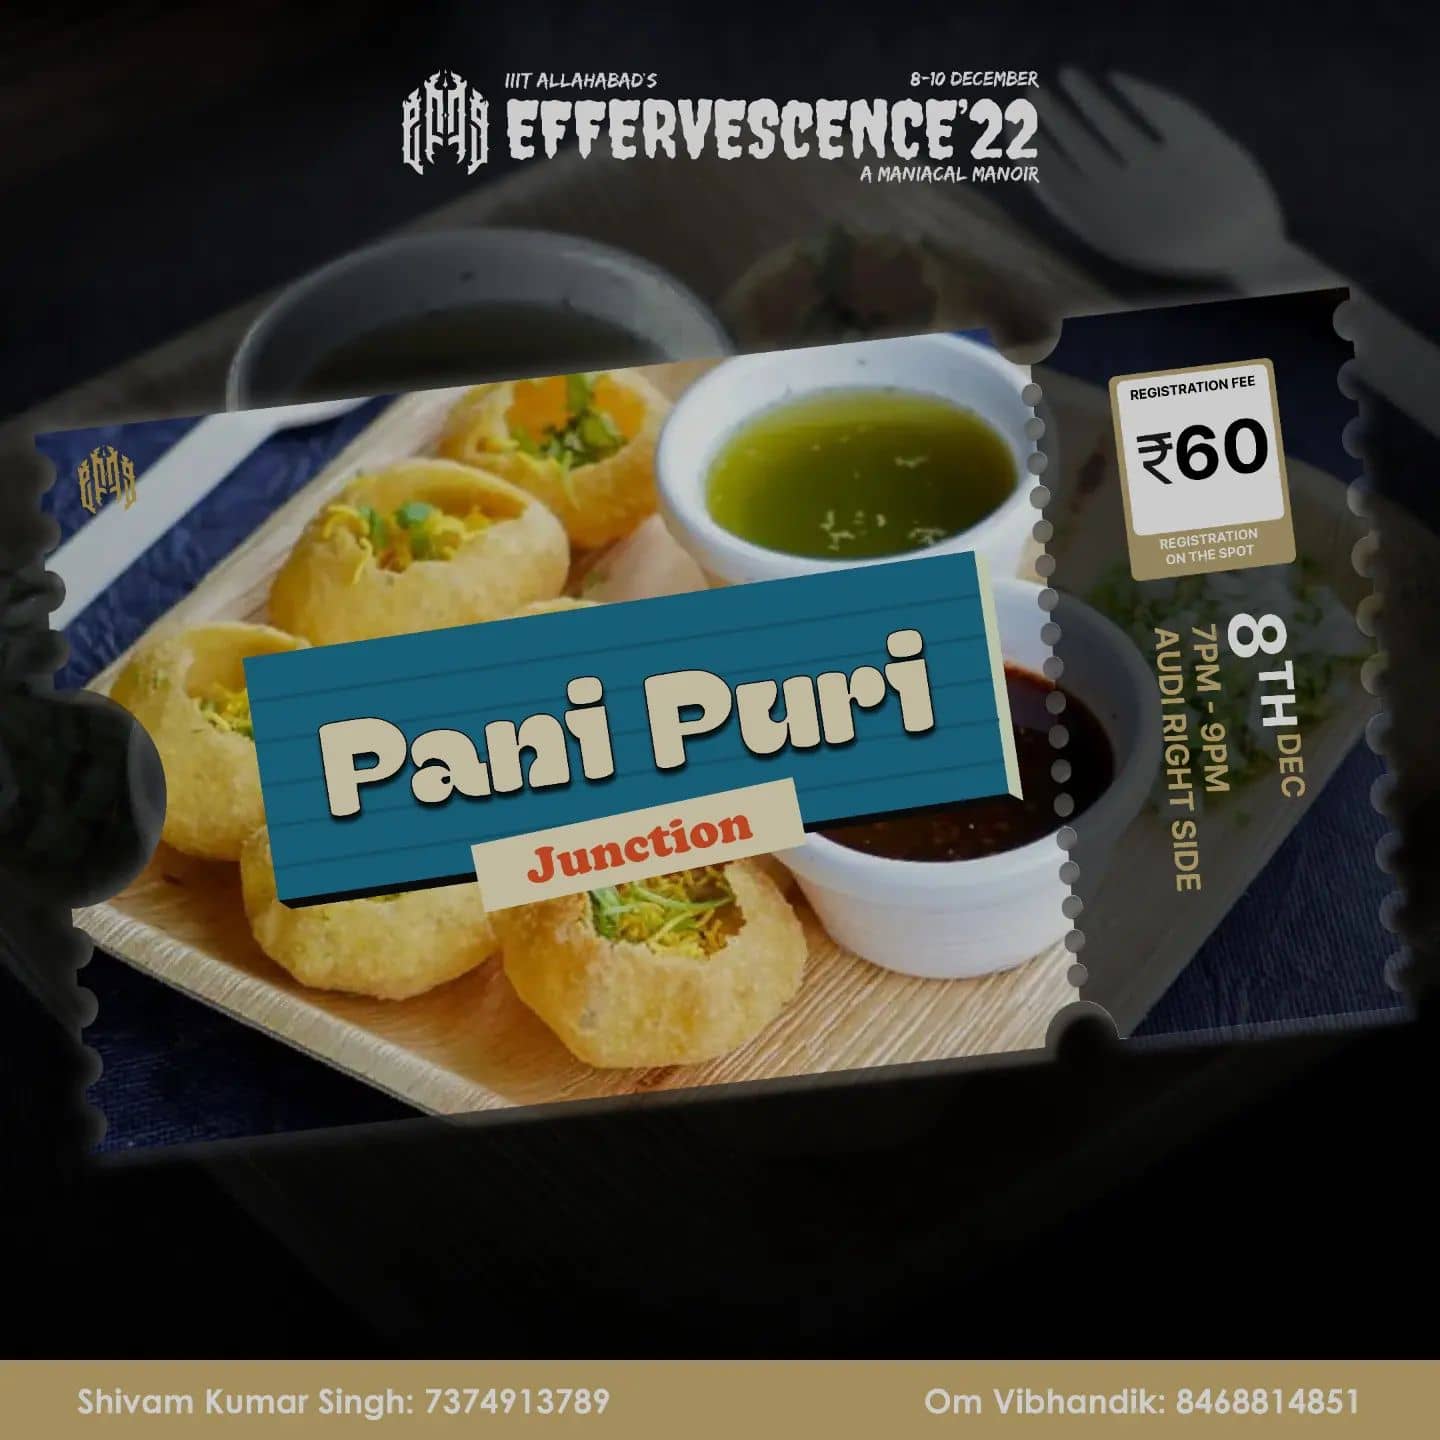 IIIT ALLAHABAD'S
8-10 DECEMBER
EFFERVESCENCE'22
A MANIACAL MANOIR
REGISTRATION FEE
₹60
REGISTRATION
ON THE SPOT
8TH DEC
7PM - 9PM
AUDI RIGHT SIDE
Pani Puri
Junction
Shivam Kumar Singh: 7374913789
Om Vibhandik: 8468814851